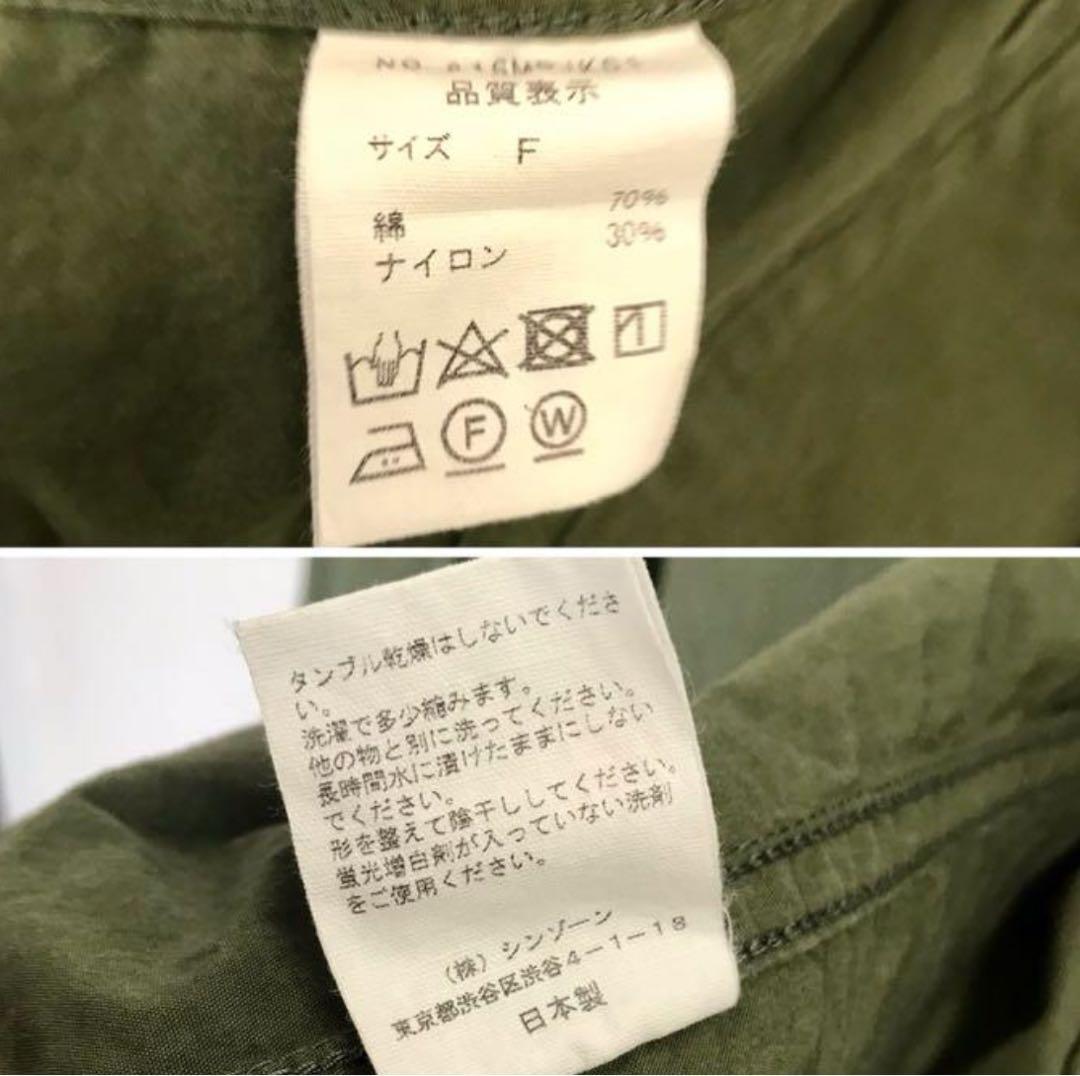 品質表示
サイズ F
綿 70%
ナイロン 30%
F W
タンブル乾燥はしないでくださ
い。
洗濯で多少縮みます。
他の物と別に洗ってください。
長時間水に漬けたままにしない
でください。
形を整えて陰干ししてください。
蛍光増白剤が入っていない洗剤
をご使用ください。
(株)シンゾーン
東京都渋谷区渋谷4-1-18
日本製